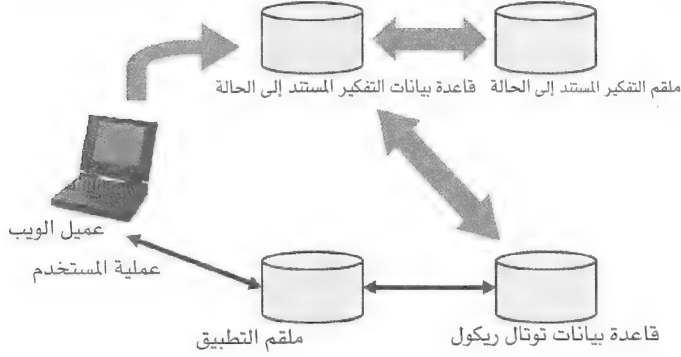 ملقم التفكير المستند إلى الحالة
قاعدة بيانات التفكير المستند إلى الحالة
عميل الويب
عملية المستخدم
قاعدة بيانات توتال ريكول
ملقم التطبيق